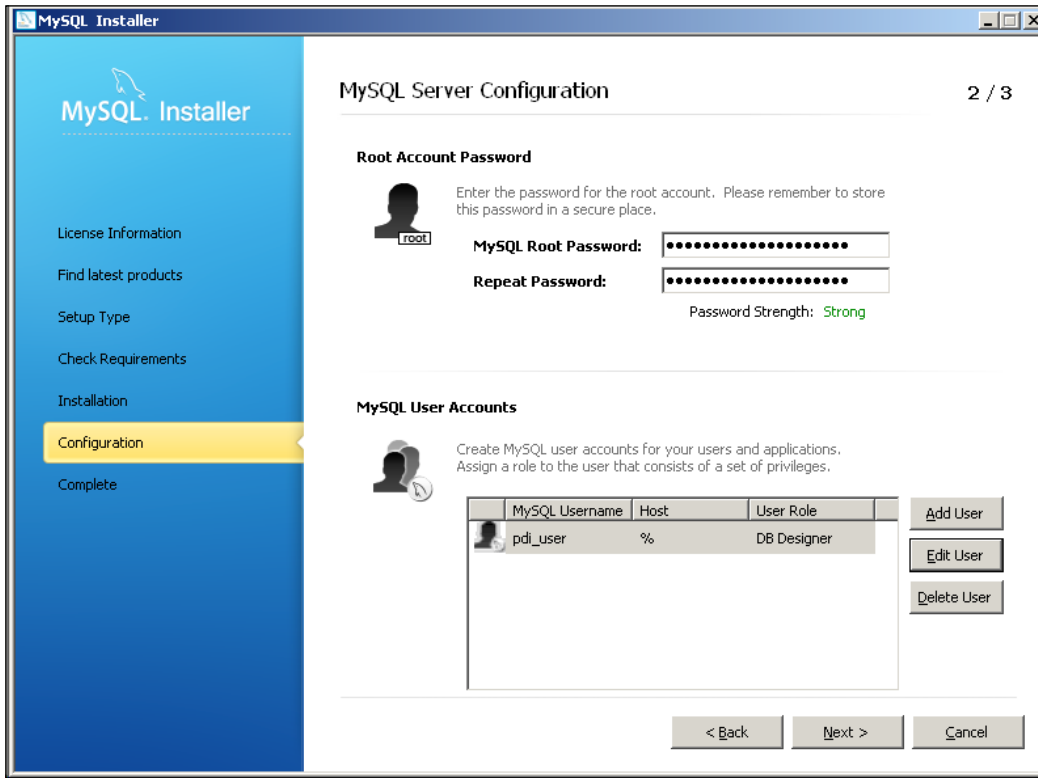 MySQL Installer
MySQL. Installer
MySQL Server Configuration
2 / 3
License Information
Find latest products
Setup Type
Check Requirements
Installation
Configuration
Complete
Root Account Password
root
Enter the password for the root account. Please remember to store
this password in a secure place.
MySQL Root Password: ●●●●●●●●●●●●●●●●●●●●
Repeat Password: ●●●●●●●●●●●●●●●●●●●●
Password Strength: Strong
MySQL User Accounts
Create MySQL user accounts for your users and applications.
Assign a role to the user that consists of a set of privileges.
MySQL Username Host User Role
pdi_user % DB Designer
Add User
Edit User
Delete User
< Back Next > Cancel